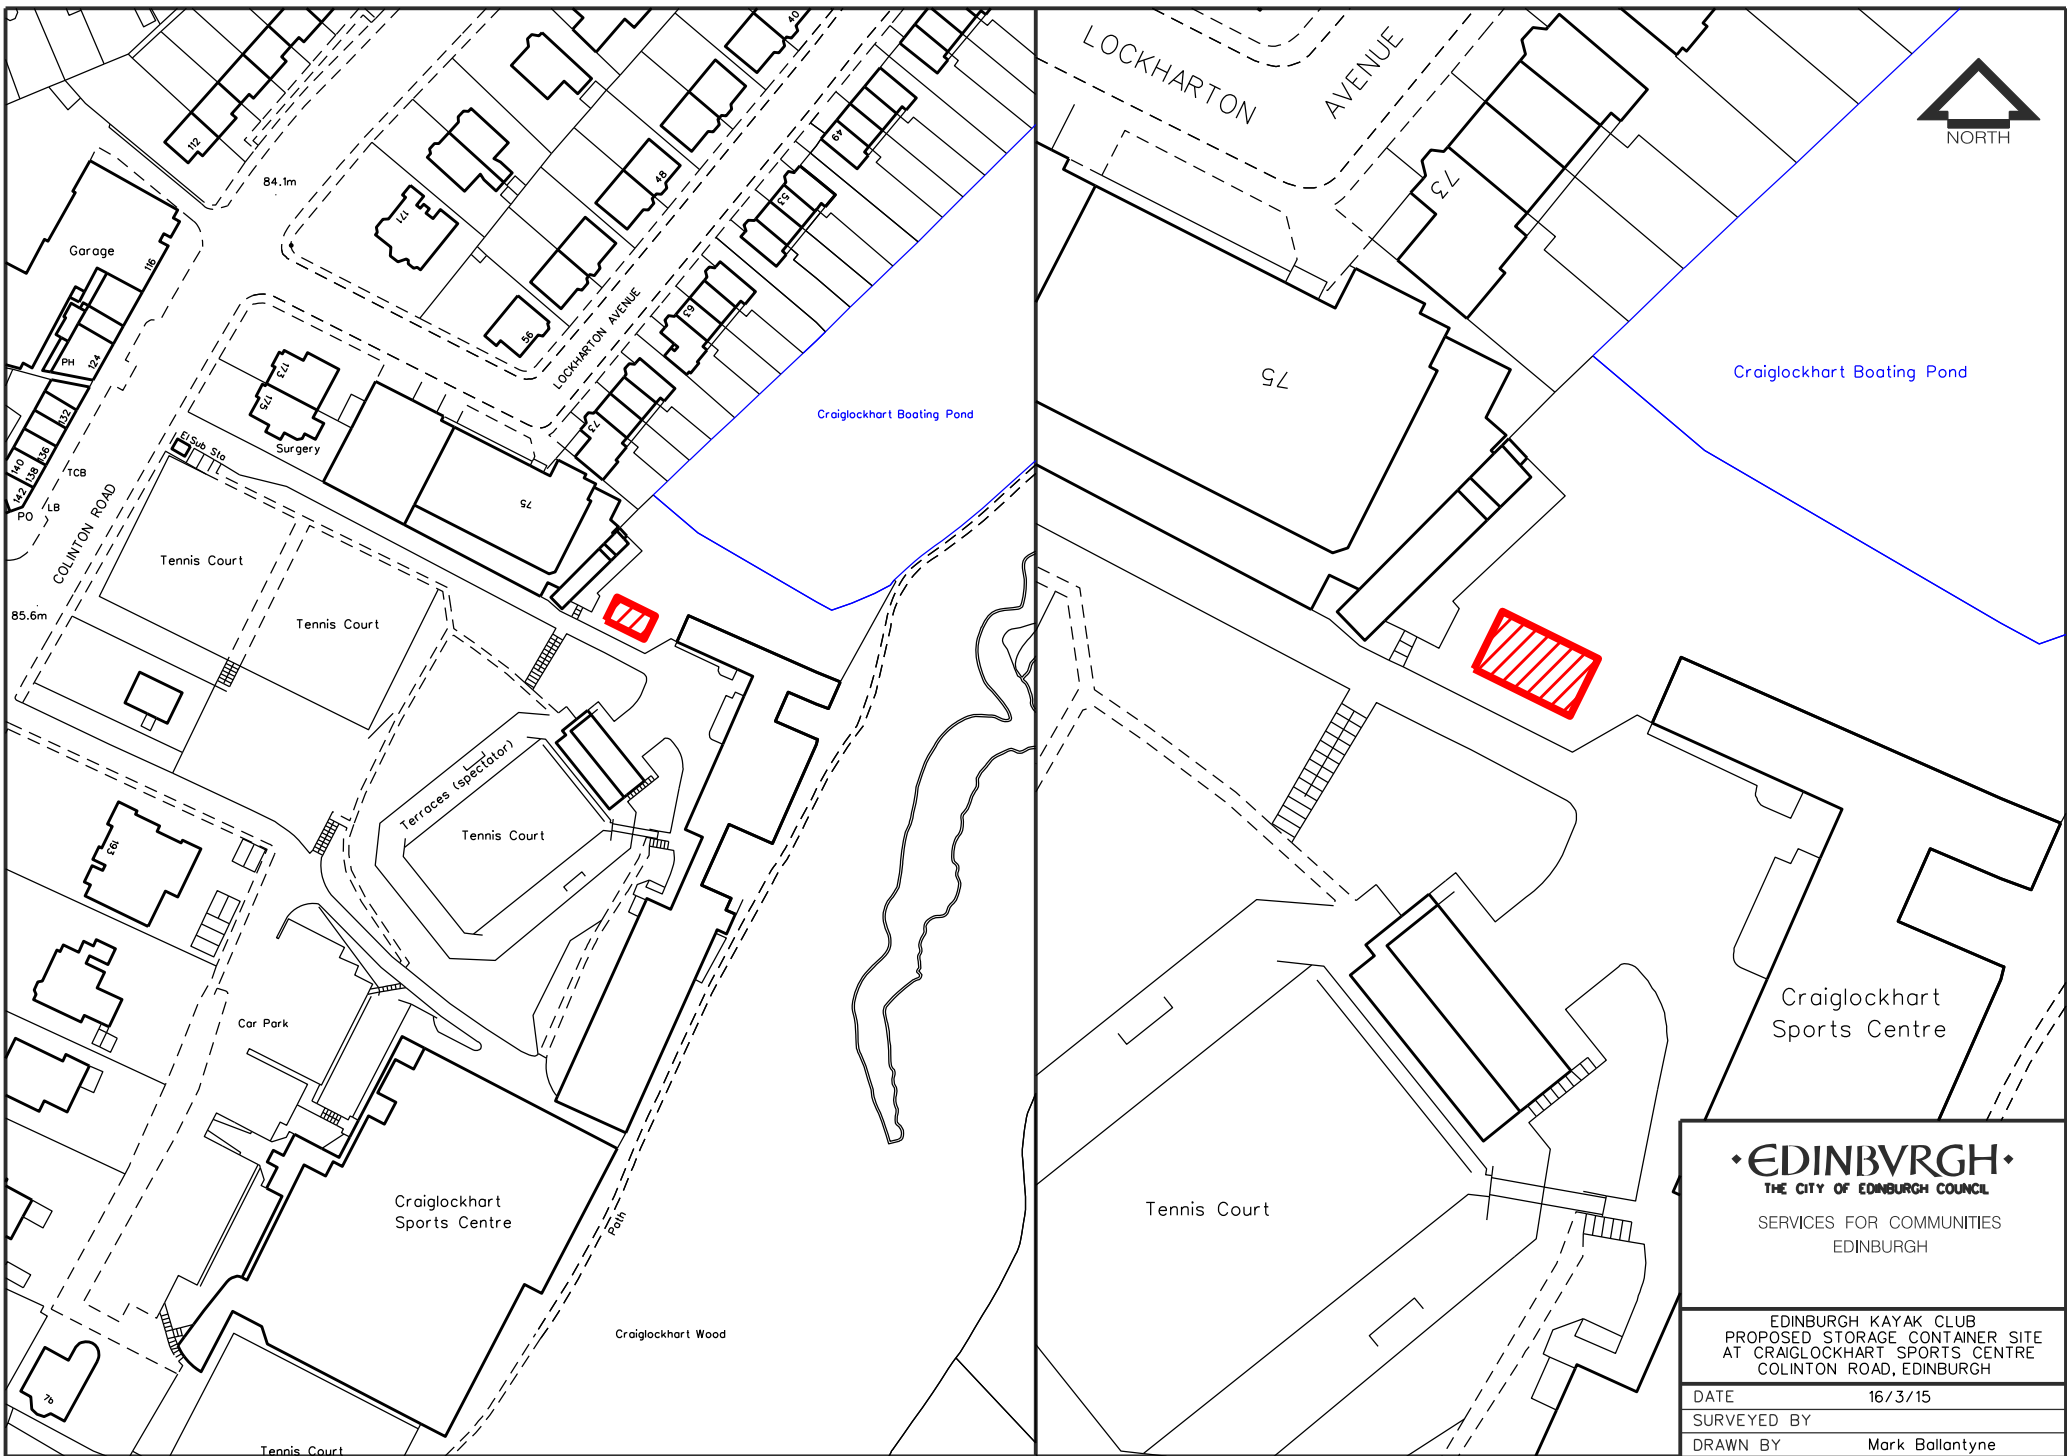 112
84.1m
40
Garage
116
171
48
49
53
PH
124
56
LOCKHARTON AVENUE
63
173
175
Surgery
73
Craiglockhart Boating Pond
132
136
138
140
142
TCB
LB
PO
El Sub Sta
75
COLINTON ROAD
Tennis Court
Tennis Court
85.6m
Terraces (spectator)
Tennis Court
193
Car Park
Craiglockhart
Sports Centre
Path
Craiglockhart Wood
7b
Tennis Court
LOCKHARTON
AVENUE
73
NORTH
75
Craiglockhart Boating Pond
Craiglockhart
Sports Centre
Tennis Court
•EDINBVRGH•
THE CITY OF EDINBURGH COUNCIL
SERVICES FOR COMMUNITIES
EDINBURGH
EDINBURGH KAYAK CLUB
PROPOSED STORAGE CONTAINER SITE
AT CRAIGLOCKHART SPORTS CENTRE
COLINTON ROAD, EDINBURGH
DATE 16/3/15
SURVEYED BY
DRAWN BY Mark Ballantyne